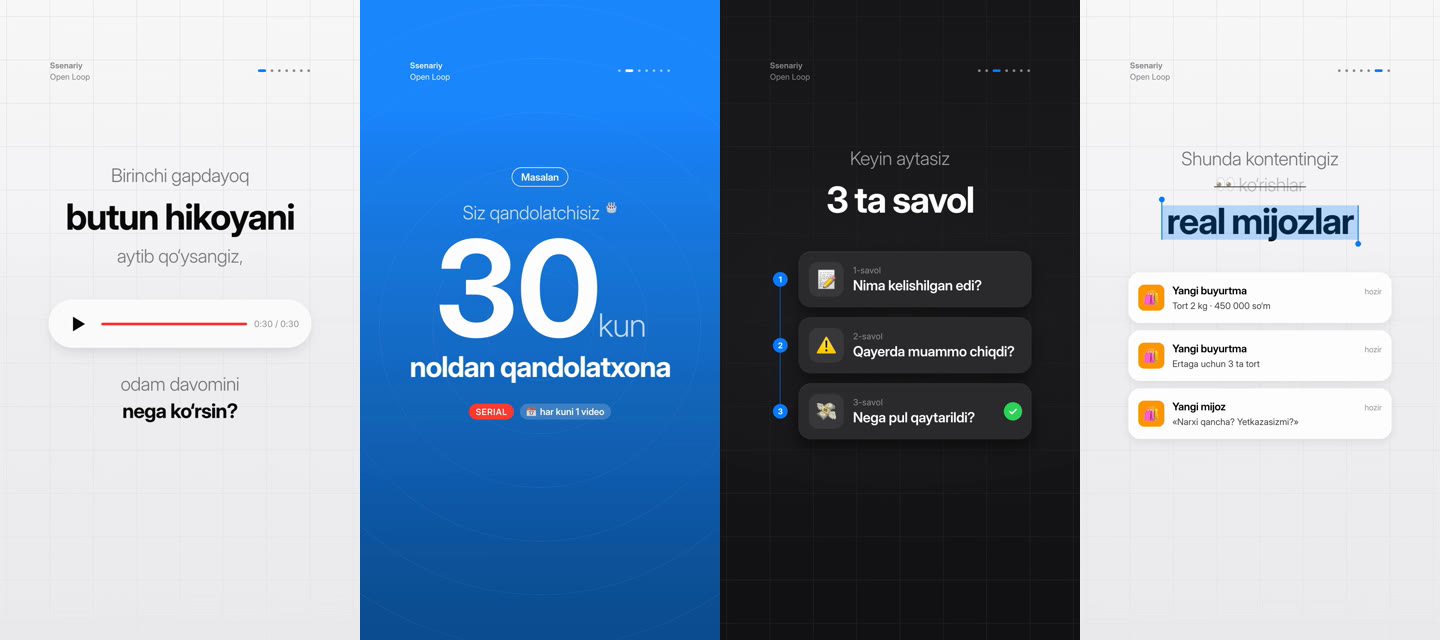 Ssenariy
Open Loop
Birinchi gapdayoq
butun hikoyani
aytib qo‘ysangiz,
0:30 / 0:30
odam davomini
nega ko‘rsin?
Ssenariy
Open Loop
Masalan
Siz qandolatchisiz
30 kun
noldan qandolatxona
SERIAL
har kuni 1 video
Ssenariy
Open Loop
Keyin aytasiz
3 ta savol
1
1-savol
Nima kelishilgan edi?
2
2-savol
Qayerda muammo chiqdi?
3
3-savol
Nega pul qaytarildi?
Ssenariy
Open Loop
Shunda kontentingiz
ko‘rishlar
real mijozlar
Yangi buyurtma
hozir
Tort 2 kg · 450 000 so‘m
Yangi buyurtma
hozir
Ertaga uchun 3 ta tort
Yangi mijoz
hozir
«Narxi qancha? Yetkazasizmi?»